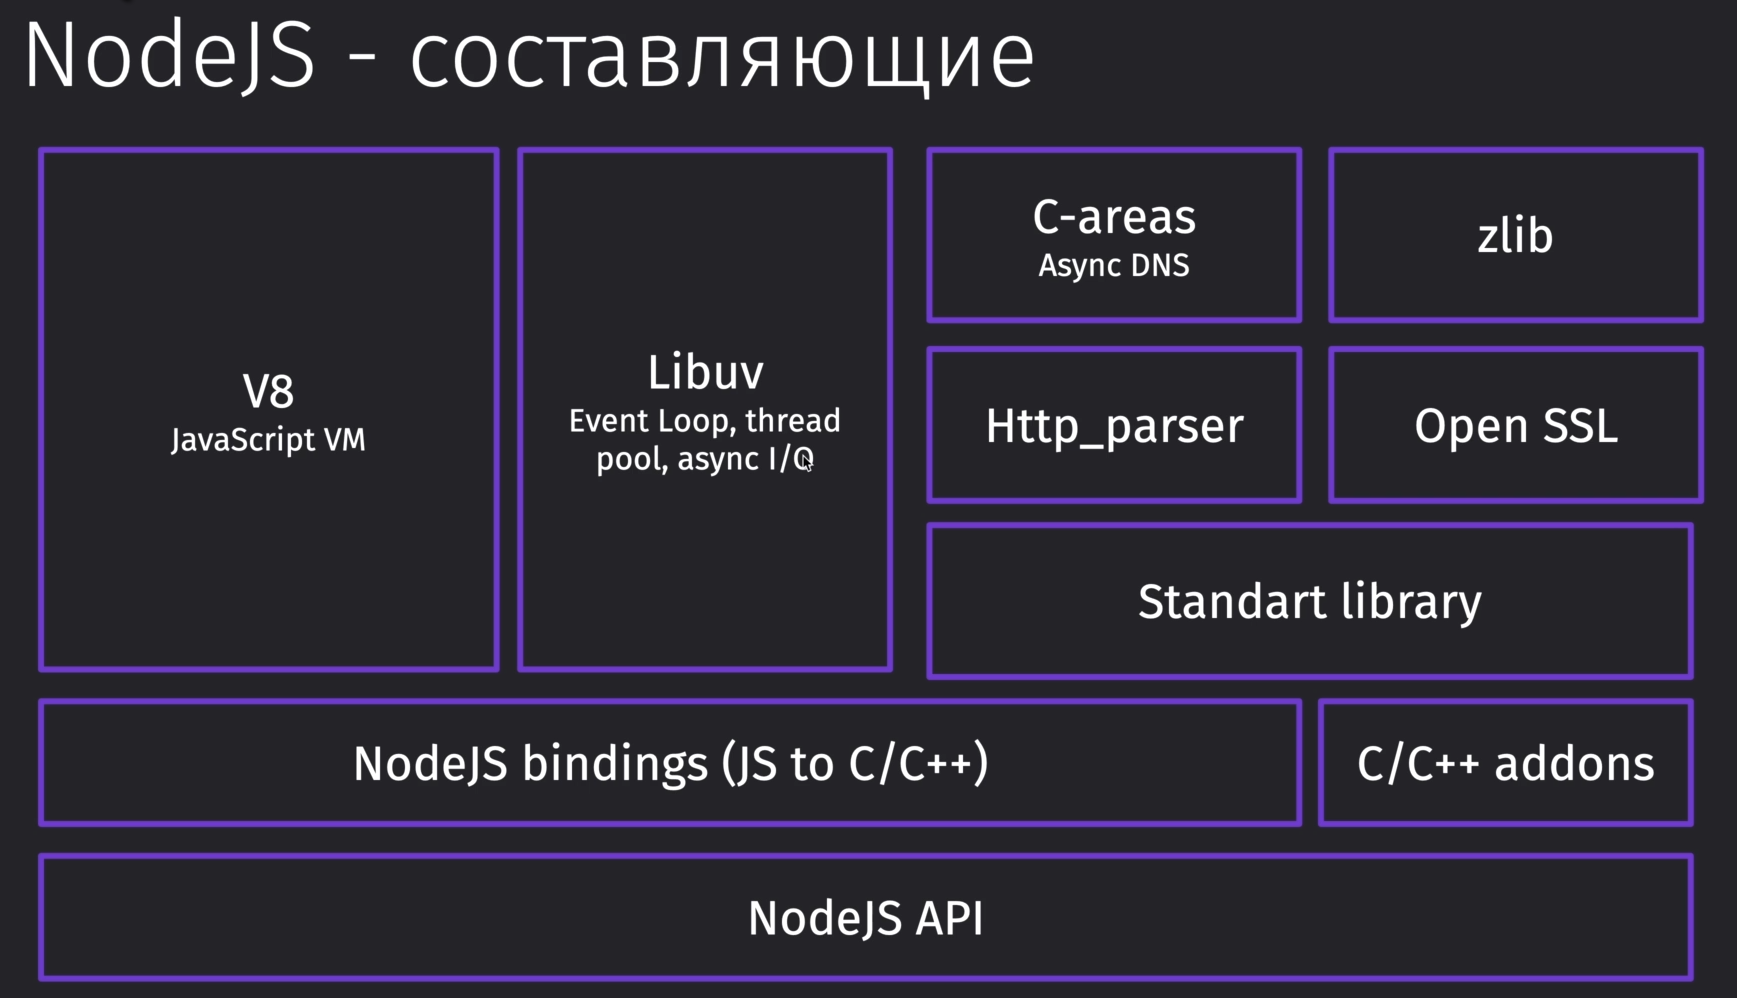 NodeJS - составляющие
V8
JavaScript VM
Libuv
Event Loop, thread
pool, async I/O
C-areas
Async DNS
zlib
Http_parser
Open SSL
Standart library
NodeJS bindings (JS to C/C++)
C/C++ addons
NodeJS API